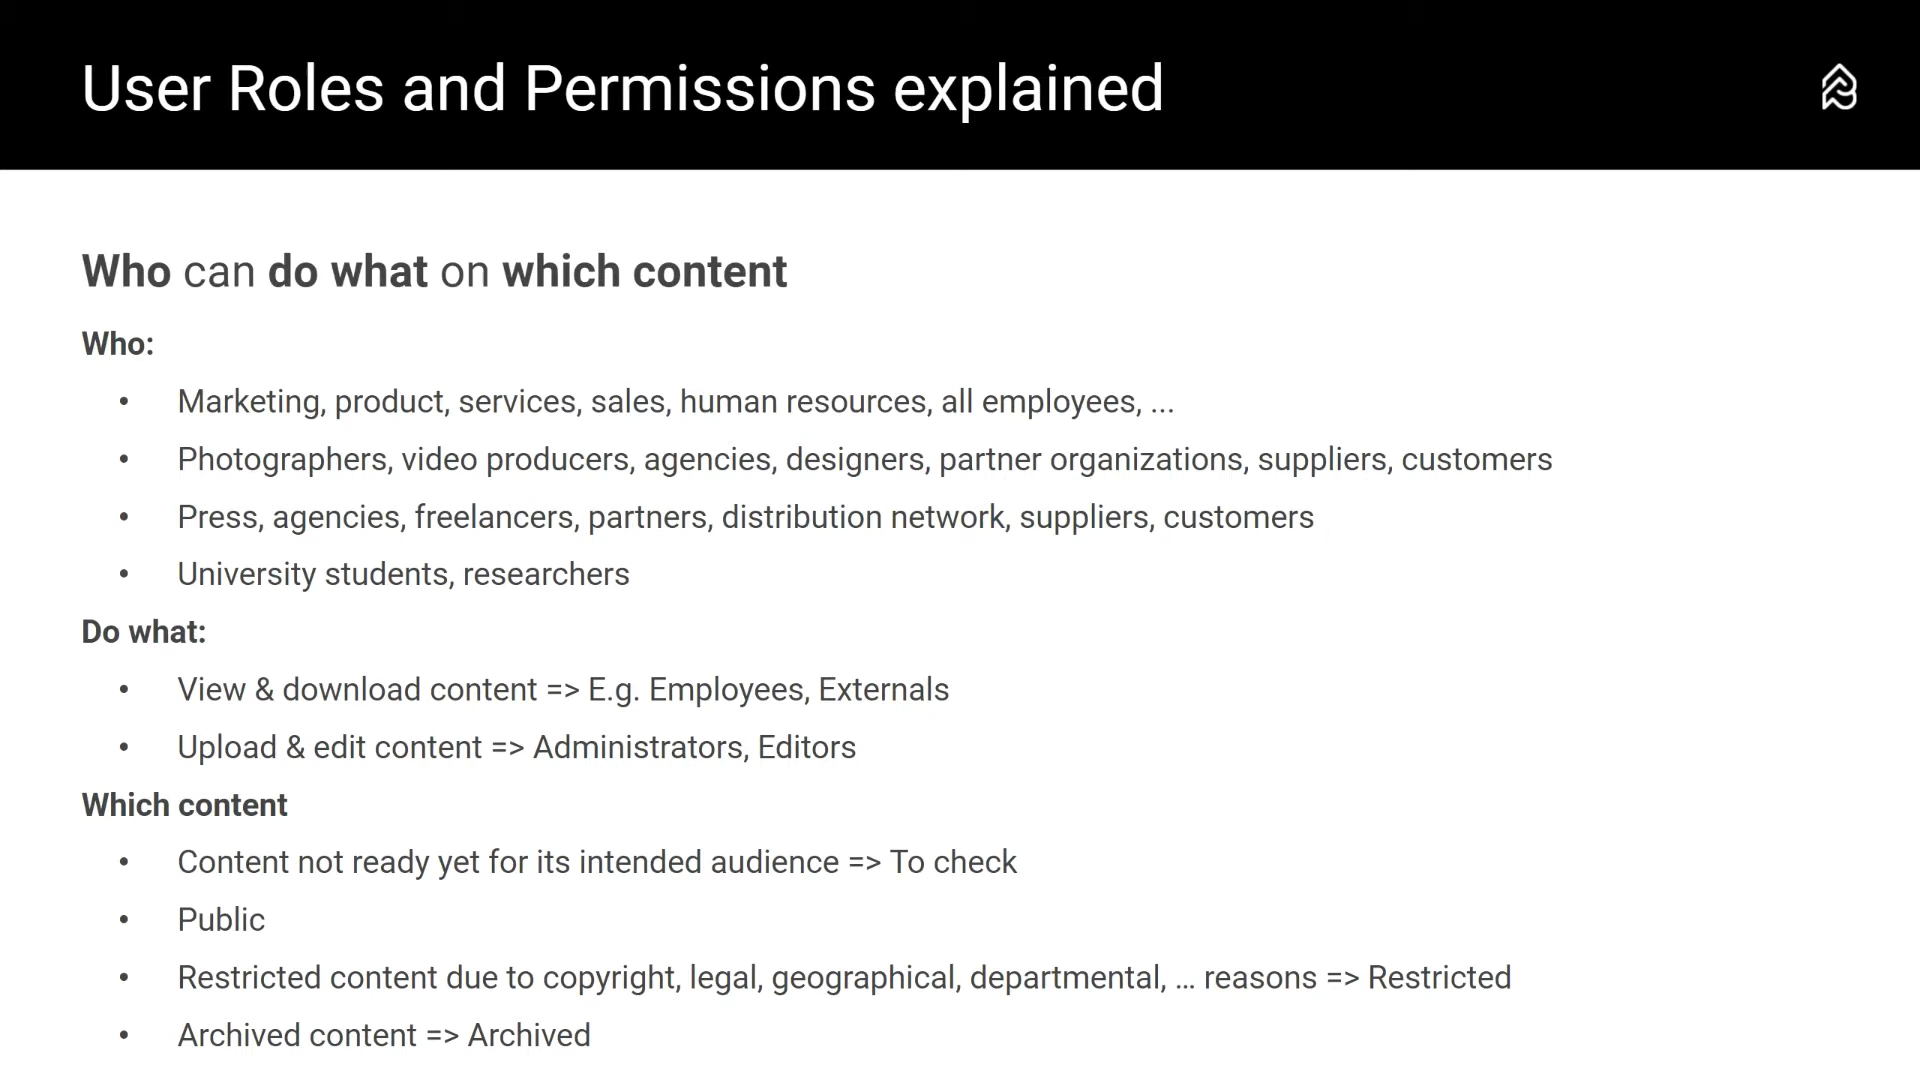 User Roles and Permissions explained
Who can do what on which content
Who:
• Marketing, product, services, sales, human resources, all employees, ...
• Photographers, video producers, agencies, designers, partner organizations, suppliers, customers
• Press, agencies, freelancers, partners, distribution network, suppliers, customers
• University students, researchers
Do what:
• View & download content => E.g. Employees, Externals
• Upload & edit content => Administrators, Editors
Which content
• Content not ready yet for its intended audience => To check
• Public
• Restricted content due to copyright, legal, geographical, departmental, … reasons => Restricted
• Archived content => Archived